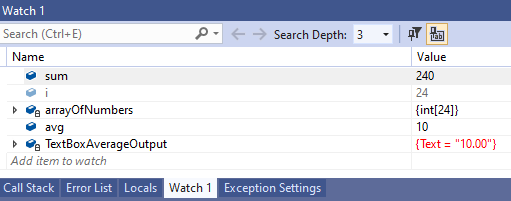 Watch 1
Search (Ctrl+E) Search Depth: 3
Name Value
sum 240
i 24
arrayOfNumbers {int[24]}
avg 10
TextBoxAverageOutput {Text = "10.00"}
Add item to watch
Call Stack Error List Locals Watch 1 Exception Settings